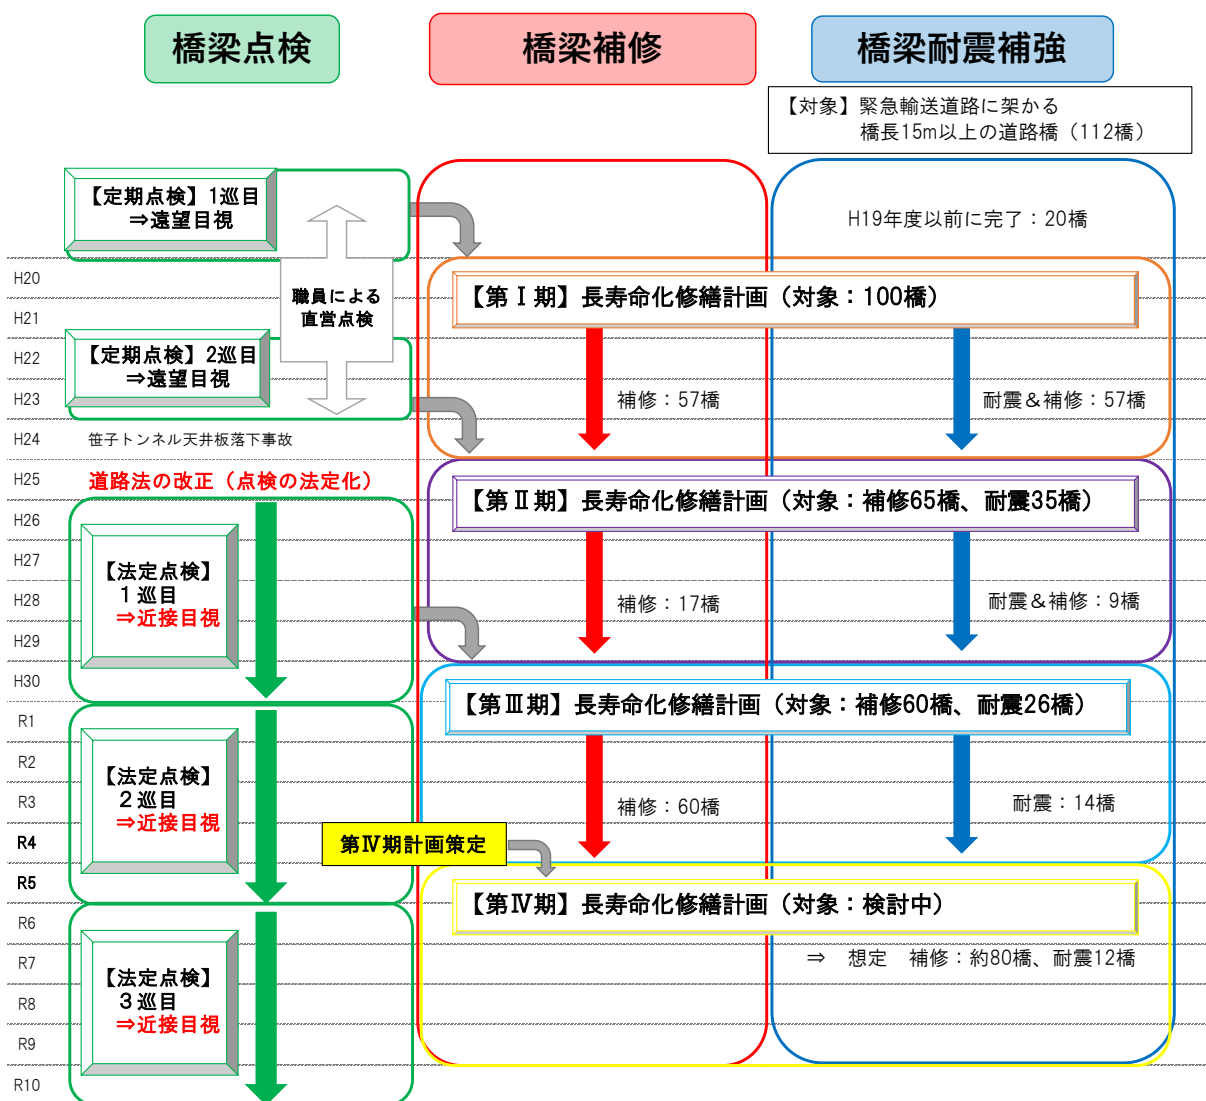 橋梁点検
橋梁補修
橋梁耐震補強
【対象】緊急輸送道路に架かる
橋長15m以上の道路橋（112橋）
【定期点検】1巡目
⇒遠望目視
H19年度以前に完了：20橋
H20
職員による
直営点検
【第Ⅰ期】長寿命化修繕計画（対象：100橋）
H21
H22
【定期点検】2巡目
⇒遠望目視
H23
補修：57橋
耐震＆補修：57橋
H24
笹子トンネル天井板落下事故
H25
道路法の改正（点検の法定化）
【第Ⅱ期】長寿命化修繕計画（対象：補修65橋、耐震35橋）
H26
H27
【法定点検】
１巡目
⇒近接目視
H28
補修：17橋
耐震＆補修：9橋
H29
H30
【第Ⅲ期】長寿命化修繕計画（対象：補修60橋、耐震26橋）
R1
R2
【法定点検】
２巡目
⇒近接目視
R3
補修：60橋
耐震：14橋
R4
第Ⅳ期計画策定
R5
【第Ⅳ期】長寿命化修繕計画（対象：検討中）
R6
R7
⇒　想定　補修：約80橋、耐震12橋
【法定点検】
３巡目
⇒近接目視
R8
R9
R10